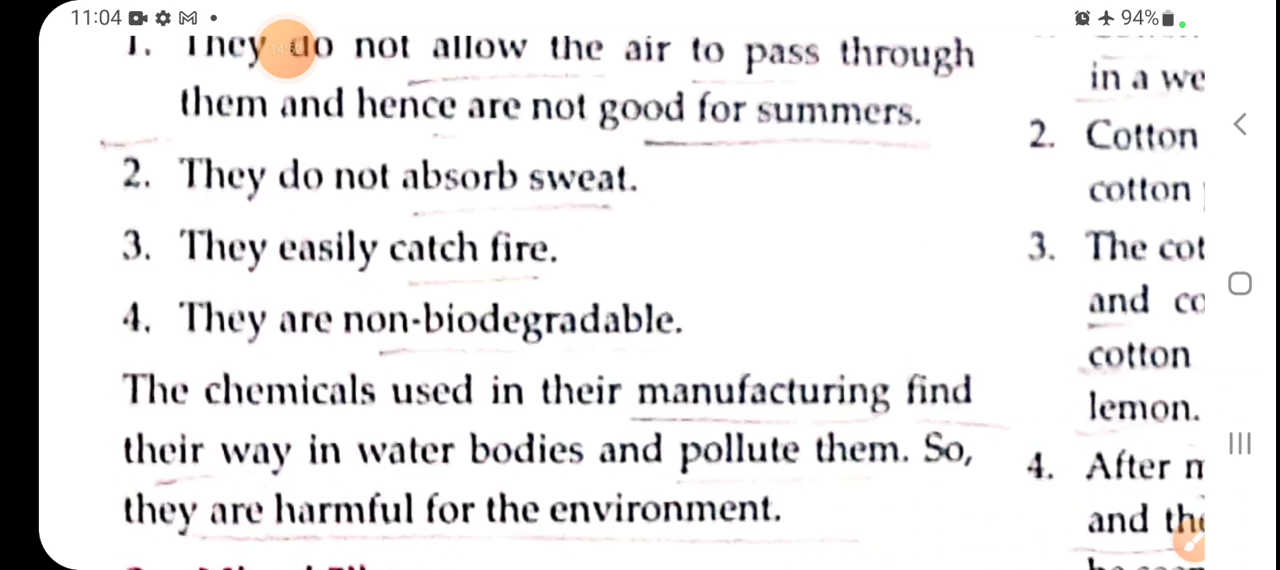 11:04
94%
1. They do not allow the air to pass through
them and hence are not good for summers.
2. They do not absorb sweat.
3. They easily catch fire.
4. They are non-biodegradable.
The chemicals used in their manufacturing find
their way in water bodies and pollute them. So,
they are harmful for the environment.
in a we
2. Cotton
cotton
3. The cot
and co
cotton
lemon.
4. After m
and the